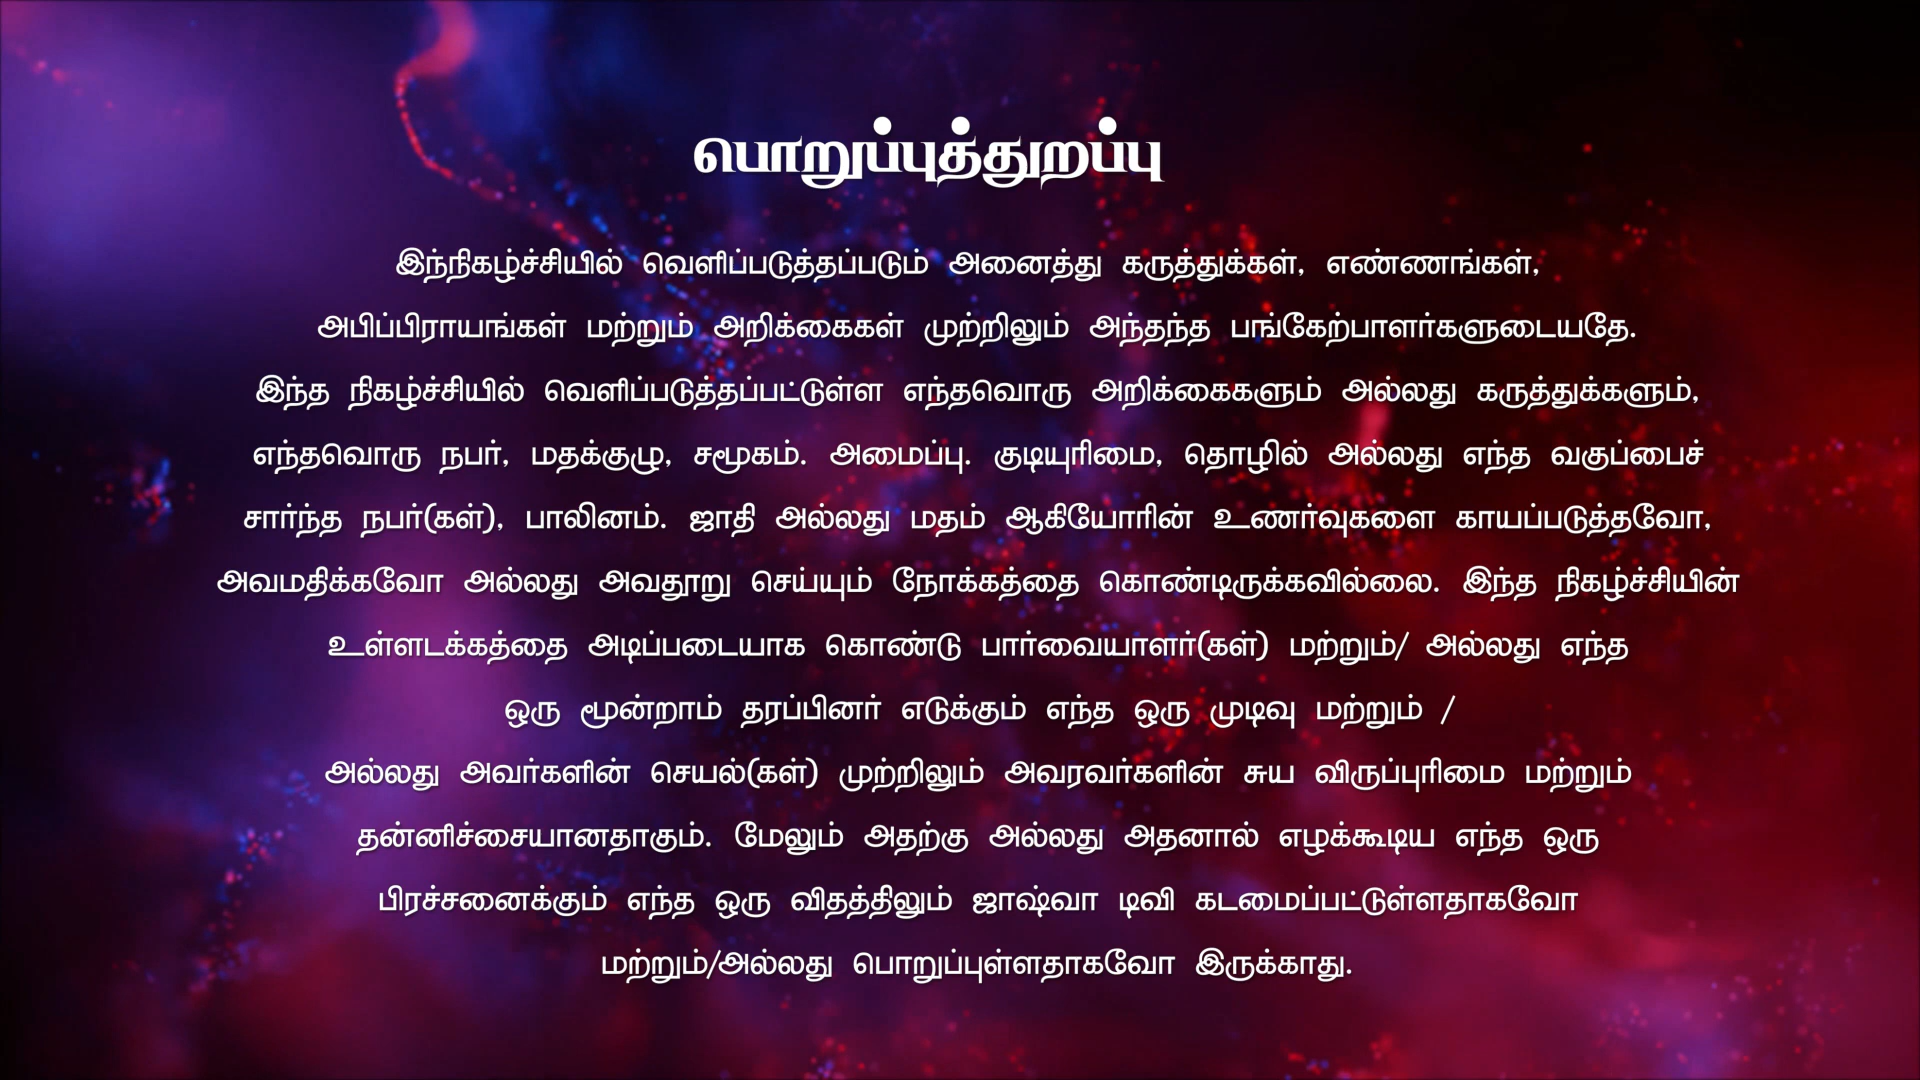 பொறுப்புத்துறப்பு
இந்நிகழ்ச்சியில் வெளிப்படுத்தப்படும் அனைத்து கருத்துக்கள், எண்ணங்கள்,
அபிப்பிராயங்கள் மற்றும் அறிக்கைகள் முற்றிலும் அந்தந்த பங்கேற்பாளர்களுடையதே.
இந்த நிகழ்ச்சியில் வெளிப்படுத்தப்பட்டுள்ள எந்தவொரு அறிக்கைகளும் அல்லது கருத்துக்களும்,
எந்தவொரு நபர், மதக்குழு, சமூகம். அமைப்பு. குடியுரிமை, தொழில் அல்லது எந்த வகுப்பைச்
சார்ந்த நபர்(கள்), பாலினம். ஜாதி அல்லது மதம் ஆகியோரின் உணர்வுகளை காயப்படுத்தவோ,
அவமதிக்கவோ அல்லது அவதூறு செய்யும் நோக்கத்தை கொண்டிருக்கவில்லை. இந்த நிகழ்ச்சியின்
உள்ளடக்கத்தை அடிப்படையாக கொண்டு பார்வையாளர்(கள்) மற்றும்/ அல்லது எந்த
ஒரு மூன்றாம் தரப்பினர் எடுக்கும் எந்த ஒரு முடிவு மற்றும் /
அல்லது அவர்களின் செயல்(கள்) முற்றிலும் அவரவர்களின் சுய விருப்புரிமை மற்றும்
தன்னிச்சையானதாகும். மேலும் அதற்கு அல்லது அதனால் எழக்கூடிய எந்த ஒரு
பிரச்சனைக்கும் எந்த ஒரு விதத்திலும் ஜாஷ்வா டிவி கடமைப்பட்டுள்ளதாகவோ
மற்றும்/அல்லது பொறுப்புள்ளதாகவோ இருக்காது.